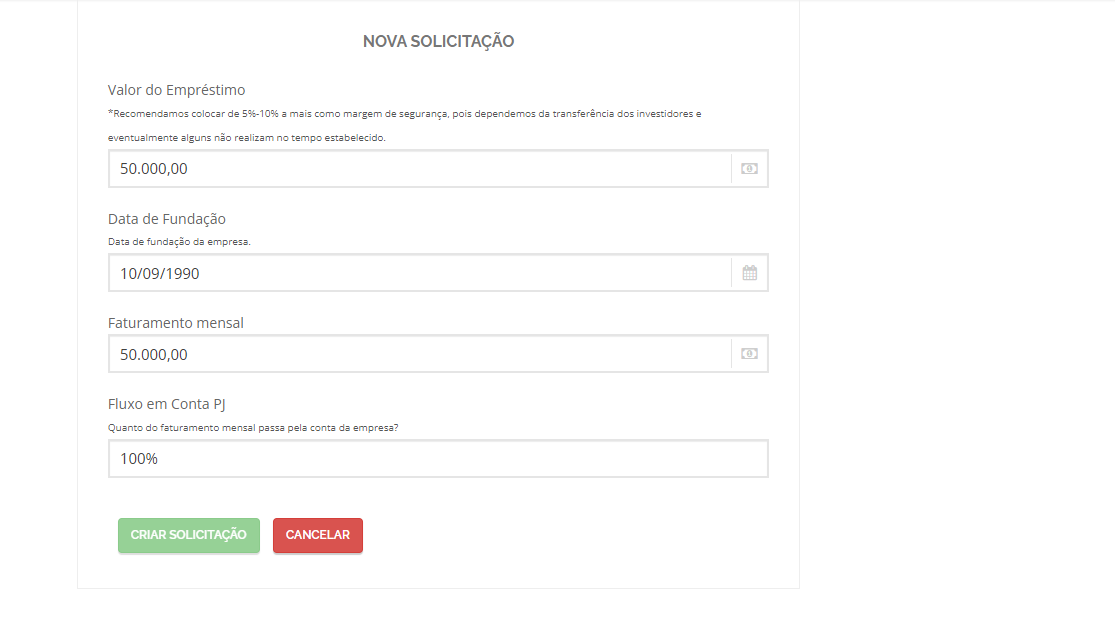 NOVA SOLICITAÇÃO
Valor do Empréstimo
*Recomendamos colocar de 5%-10% a mais como margem de segurança, pois dependemos da transferência dos investidores e
eventualmente alguns não realizam no tempo estabelecido.
50.000,00
Data de Fundação
Data de fundação da empresa.
10/09/1990
Faturamento mensal
50.000,00
Fluxo em Conta PJ
Quanto do faturamento mensal passa pela conta da empresa?
100%
CRIAR SOLICITAÇÃO CANCELAR